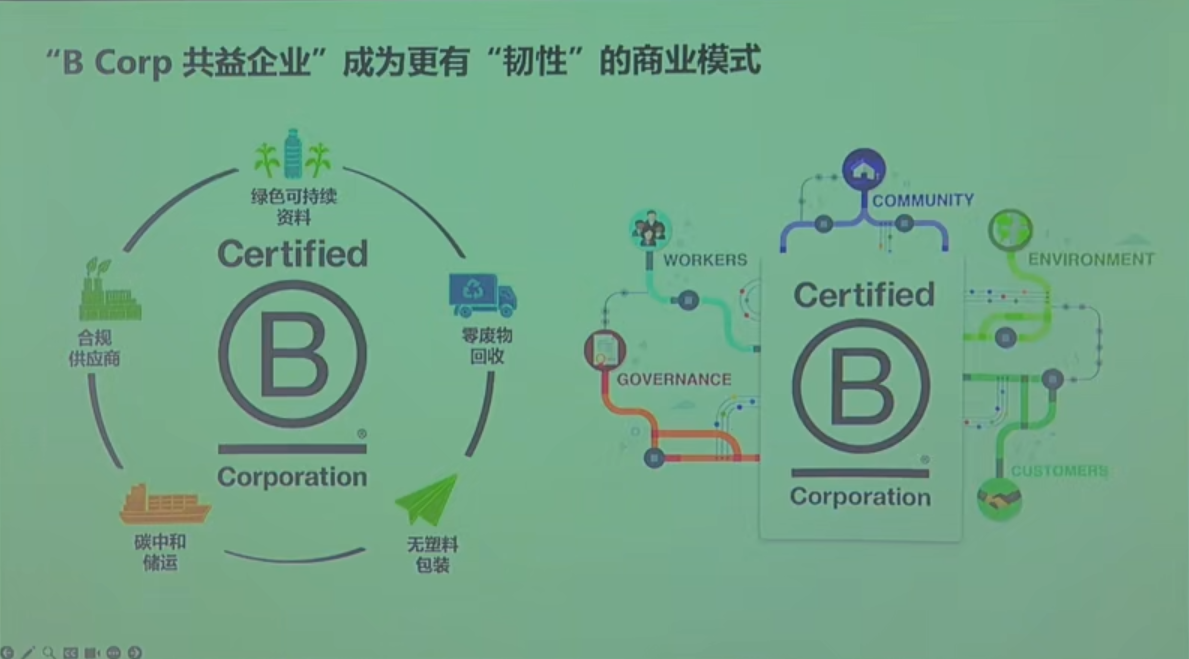 “B Corp 共益企业”成为更有“韧性”的商业模式
绿色可持续
资料
Certified
B
®
Corporation
合规
供应商
零废物
回收
碳中和
储运
无塑料
包装
COMMUNITY
WORKERS
ENVIRONMENT
GOVERNANCE
CUSTOMERS
Certified
B
®
Corporation